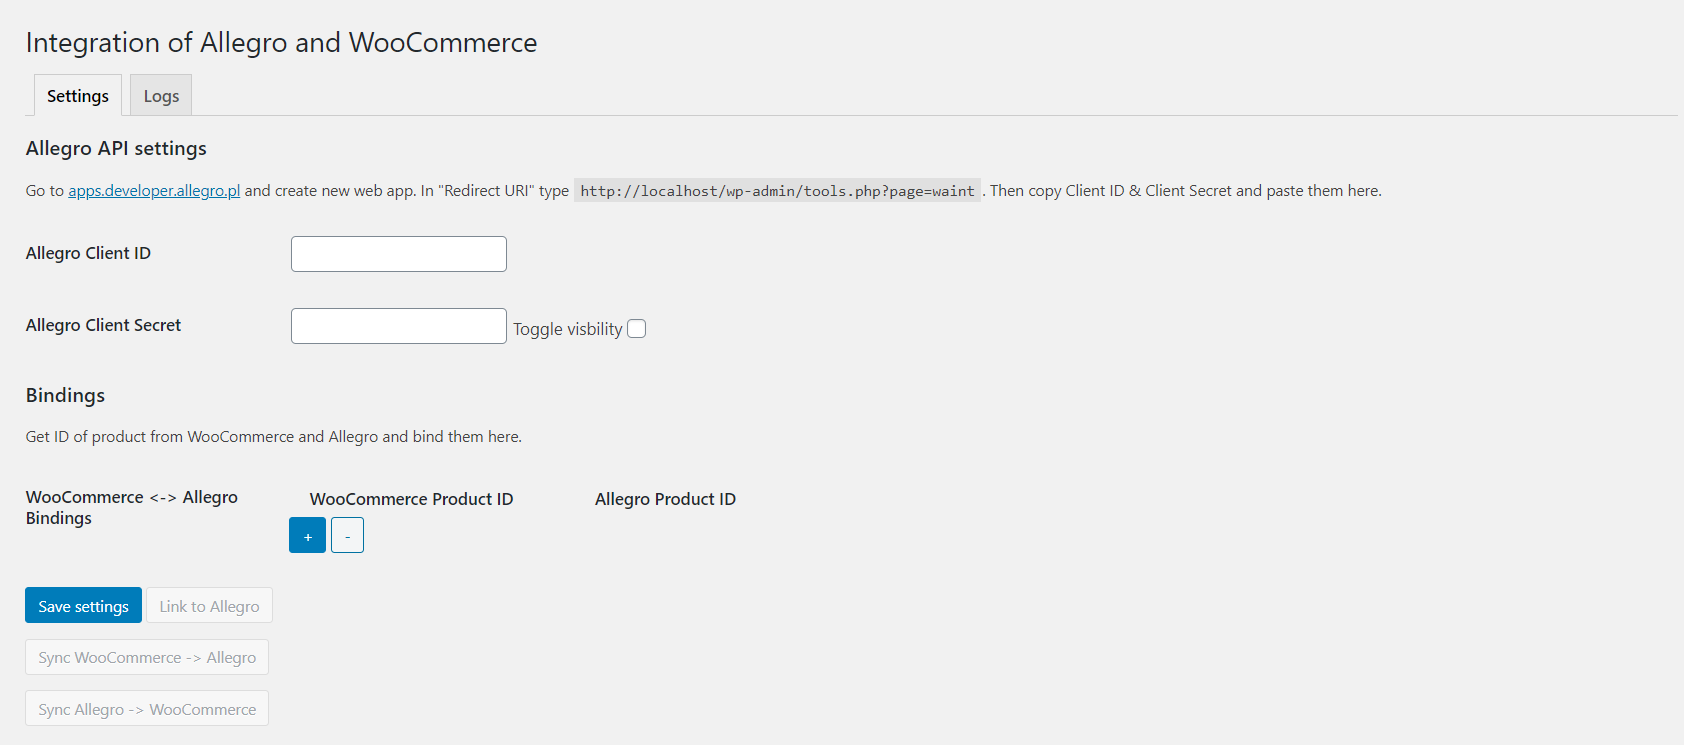 Integration of Allegro and WooCommerce
Settings
Logs
Allegro API settings
Go to apps.developer.allegro.pl and create new web app. In "Redirect URI" type http://localhost/wp-admin/tools.php?page=waint. Then copy Client ID & Client Secret and paste them here.
Allegro Client ID
Allegro Client Secret
Toggle visbility
Bindings
Get ID of product from WooCommerce and Allegro and bind them here.
WooCommerce <-> Allegro
Bindings
WooCommerce Product ID
Allegro Product ID
+
-
Save settings
Link to Allegro
Sync WooCommerce -> Allegro
Sync Allegro -> WooCommerce